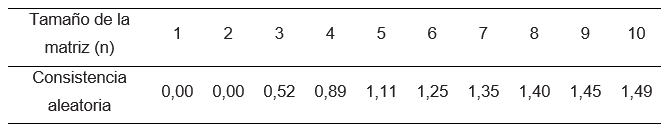 Tamaño de la matriz (n) 1 2 3 4 5 6 7 8 9 10
Consistencia aleatoria 0,00 0,00 0,52 0,89 1,11 1,25 1,35 1,40 1,45 1,49